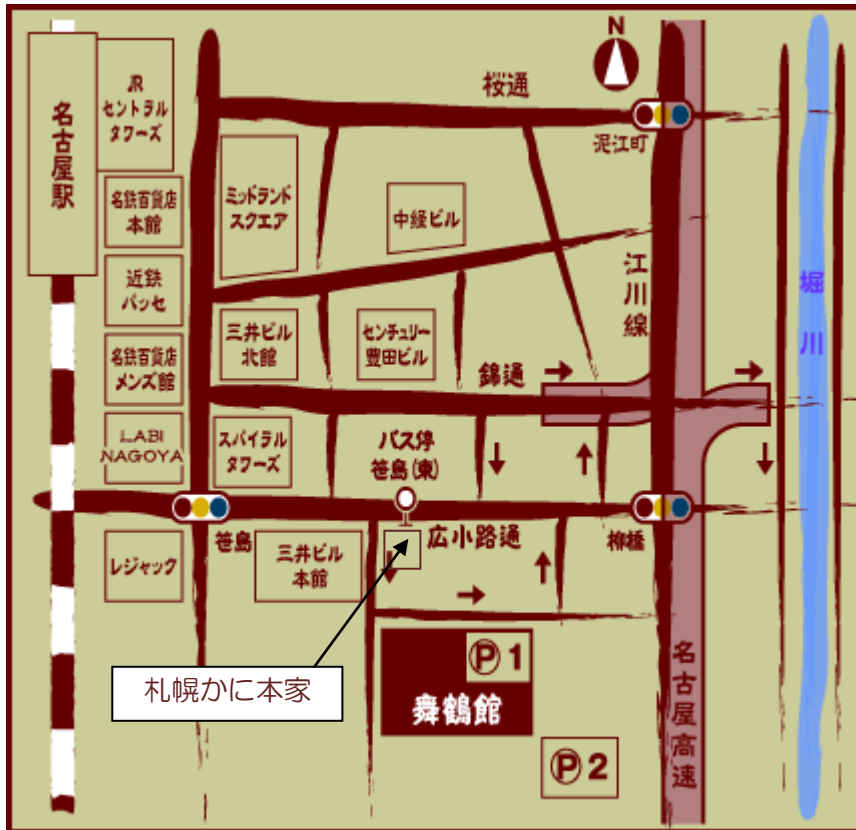 N
JR
セントラル
タワーズ
桜通
名古屋駅
泥江町
ミッドランド
スクエア
名鉄百貨店
本館
中経ビル
近鉄
パッセ
江川線
堀川
三井ビル
北館
センチュリー
豊田ビル
名鉄百貨店
メンズ館
錦通
LABI
NAGOYA
スパイラル
タワーズ
バス停
笹島(東)
笹島
広小路通
柳橋
レジャック
三井ビル
本館
札幌かに本家
P1
舞鶴館
名古屋高速
P2